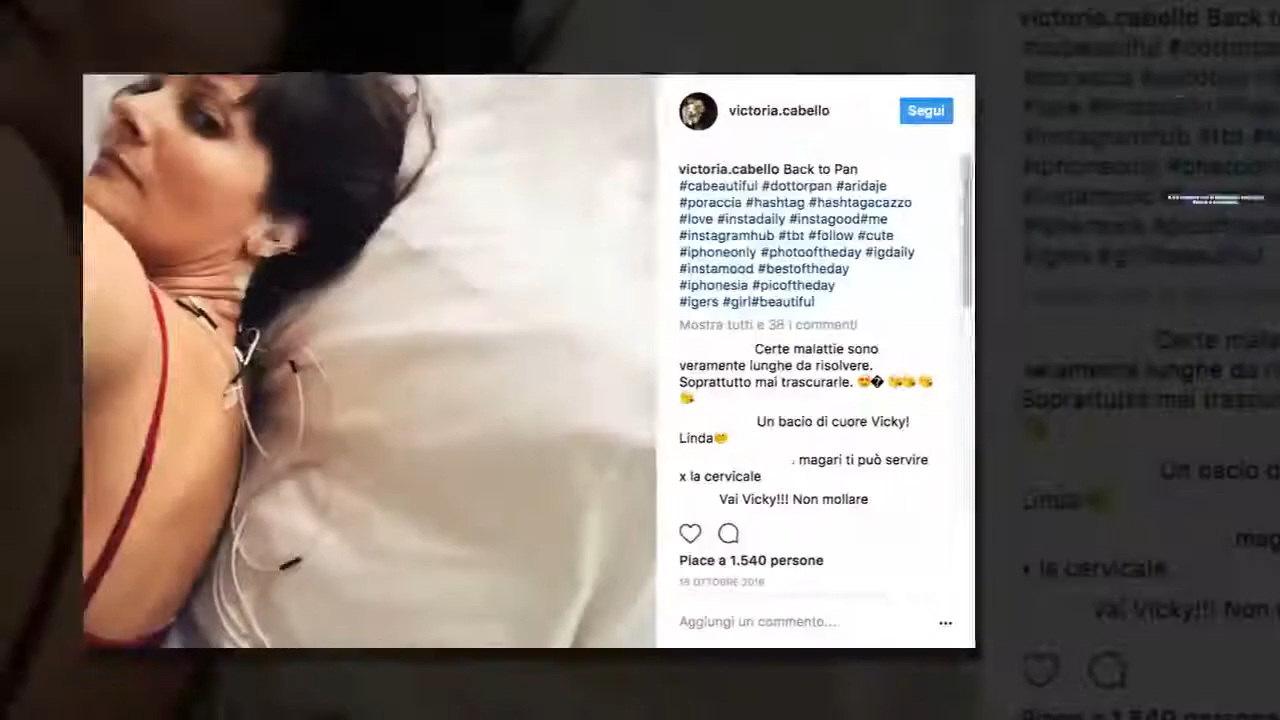 victoria.cabello
Segui
victoria.cabello Back to Pan
#cabeautiful #dottorpan #aridaje
#poraccia #hashtag #hashtagacazzo
#love #instadaily #instagood#me
#instagramhub #tbt #follow #cute
#iphoneonly #photooftheday #igdaily
#instamood #bestoftheday
#iphonesia #picoftheday
#igers #girl#beautiful
Mostra tutti e 38 i commenti
Certe malattie sono
veramente lunghe da risolvere.
Soprattutto mai trascurarle. 😍� 😘😘 😘
😘
Un bacio di cuore Vicky!
Linda
. magari ti può servire
x la cervicale
Vai Vicky!!! Non mollare
Piace a 1.540 persone
18 OTTOBRE 2016
Aggiungi un commento...